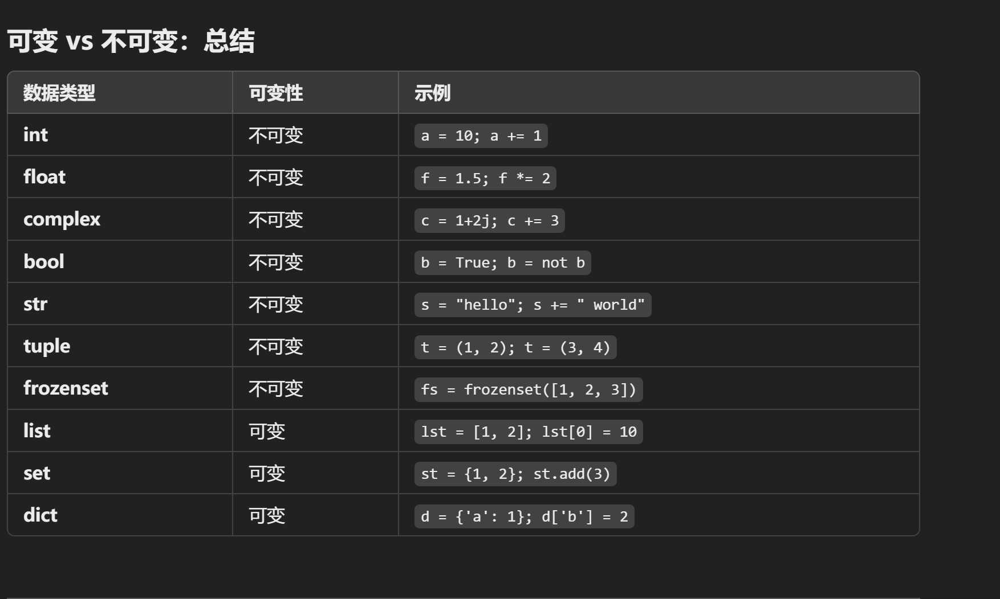 可变 vs 不可变：总结
数据类型 可变性 示例
int 不可变 a = 10; a += 1
float 不可变 f = 1.5; f *= 2
complex 不可变 c = 1+2j; c += 3
bool 不可变 b = True; b = not b
str 不可变 s = "hello"; s += " world"
tuple 不可变 t = (1, 2); t = (3, 4)
frozenset 不可变 fs = frozenset([1, 2, 3])
list 可变 lst = [1, 2]; lst[0] = 10
set 可变 st = {1, 2}; st.add(3)
dict 可变 d = {'a': 1}; d['b'] = 2